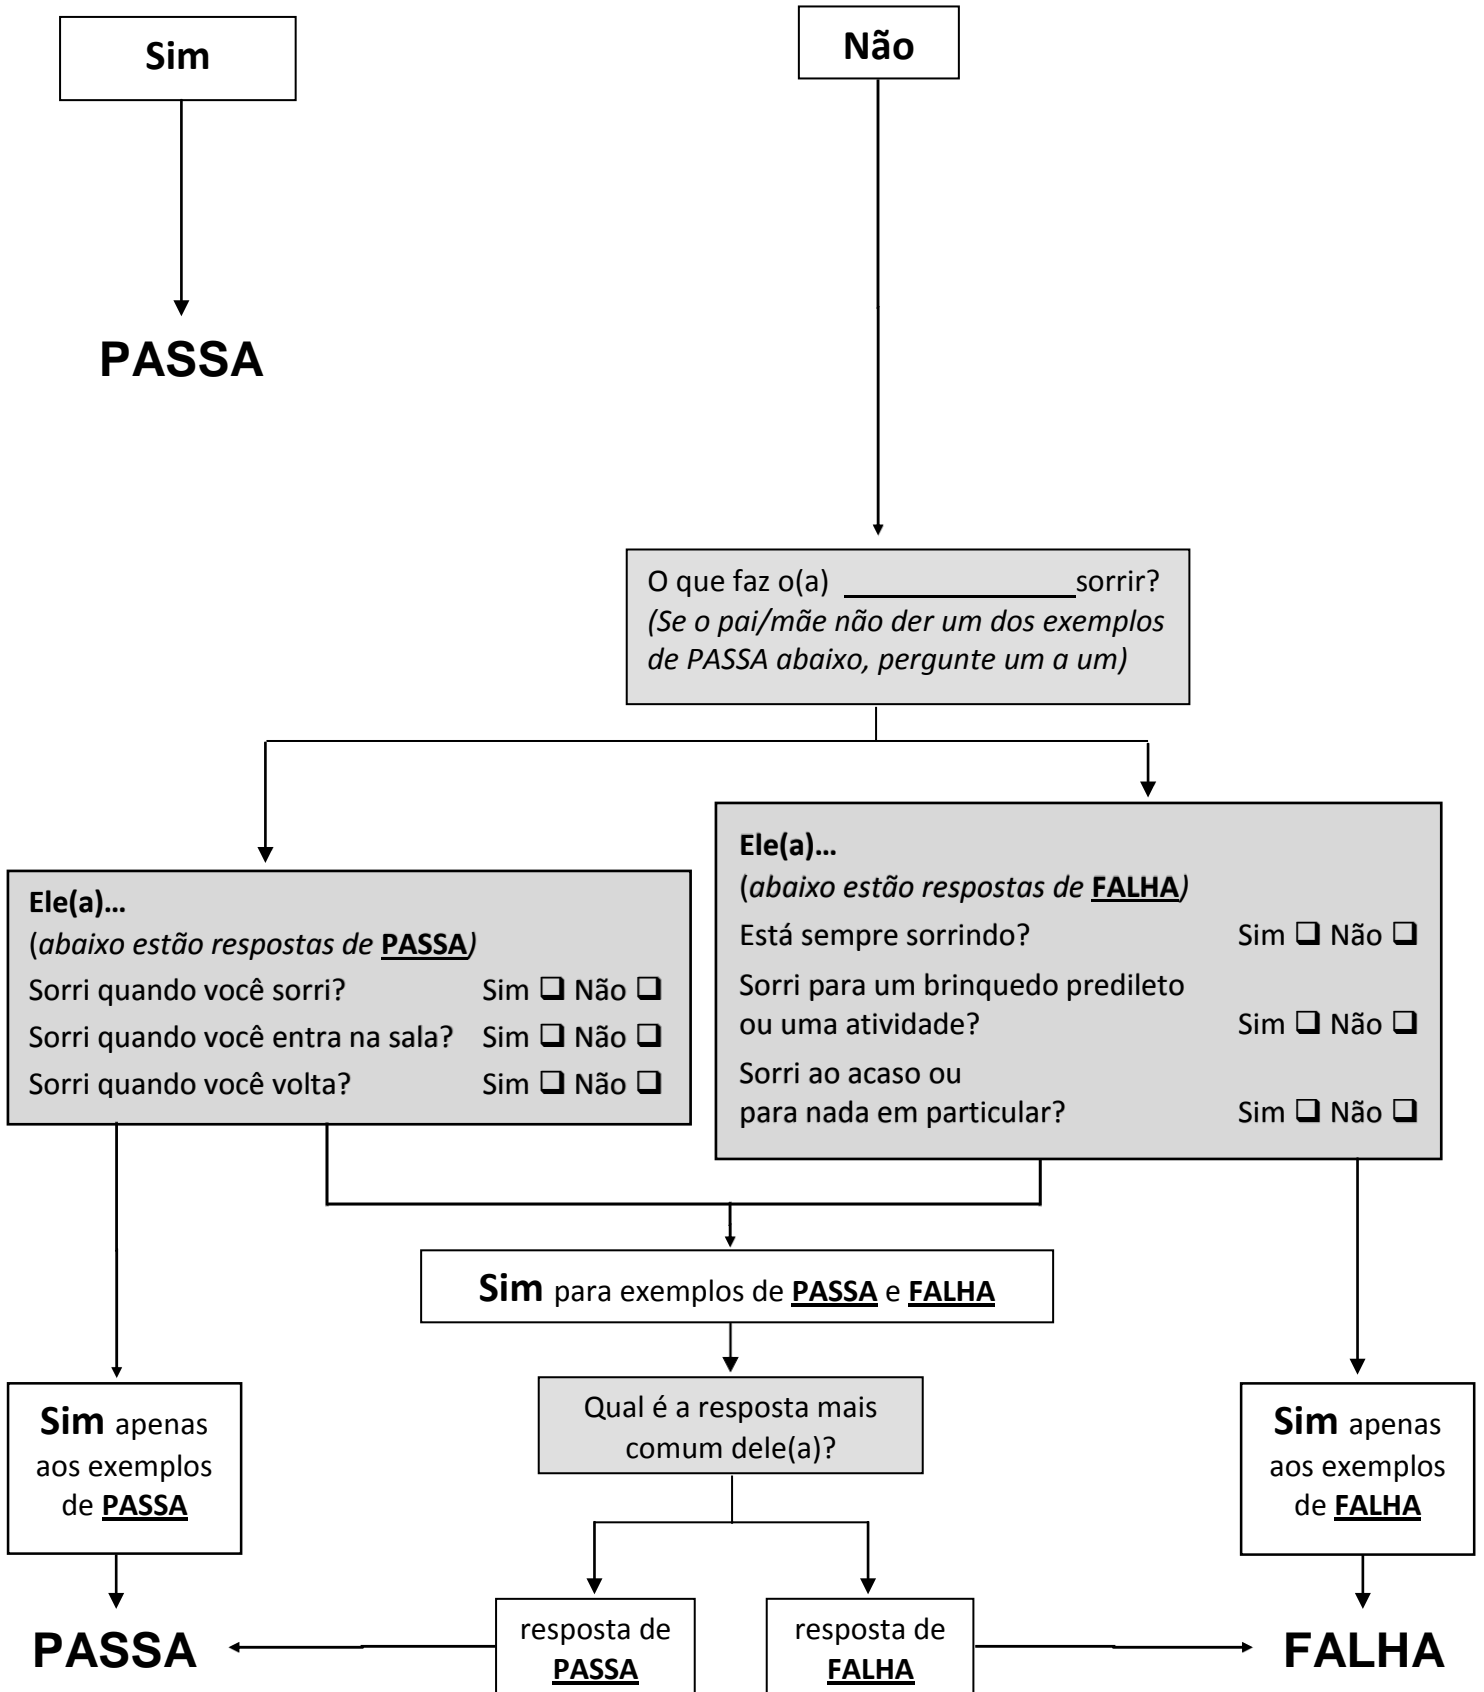 Sim
Não
PASSA
O que faz o(a) ______________sorrir?
(Se o pai/mãe não der um dos exemplos
de PASSA abaixo, pergunte um a um)
Ele(a)…
(abaixo estão respostas de PASSA)
Sorri quando você sorri? Sim ❑ Não ❑
Sorri quando você entra na sala? Sim ❑ Não ❑
Sorri quando você volta? Sim ❑ Não ❑
Ele(a)…
(abaixo estão respostas de FALHA)
Está sempre sorrindo? Sim ❑ Não ❑
Sorri para um brinquedo predileto
ou uma atividade? Sim ❑ Não ❑
Sorri ao acaso ou
para nada em particular? Sim ❑ Não ❑
Sim para exemplos de PASSA e FALHA
Sim apenas
aos exemplos
de PASSA
Qual é a resposta mais
comum dele(a)?
Sim apenas
aos exemplos
de FALHA
PASSA
resposta de
PASSA
resposta de
FALHA
FALHA